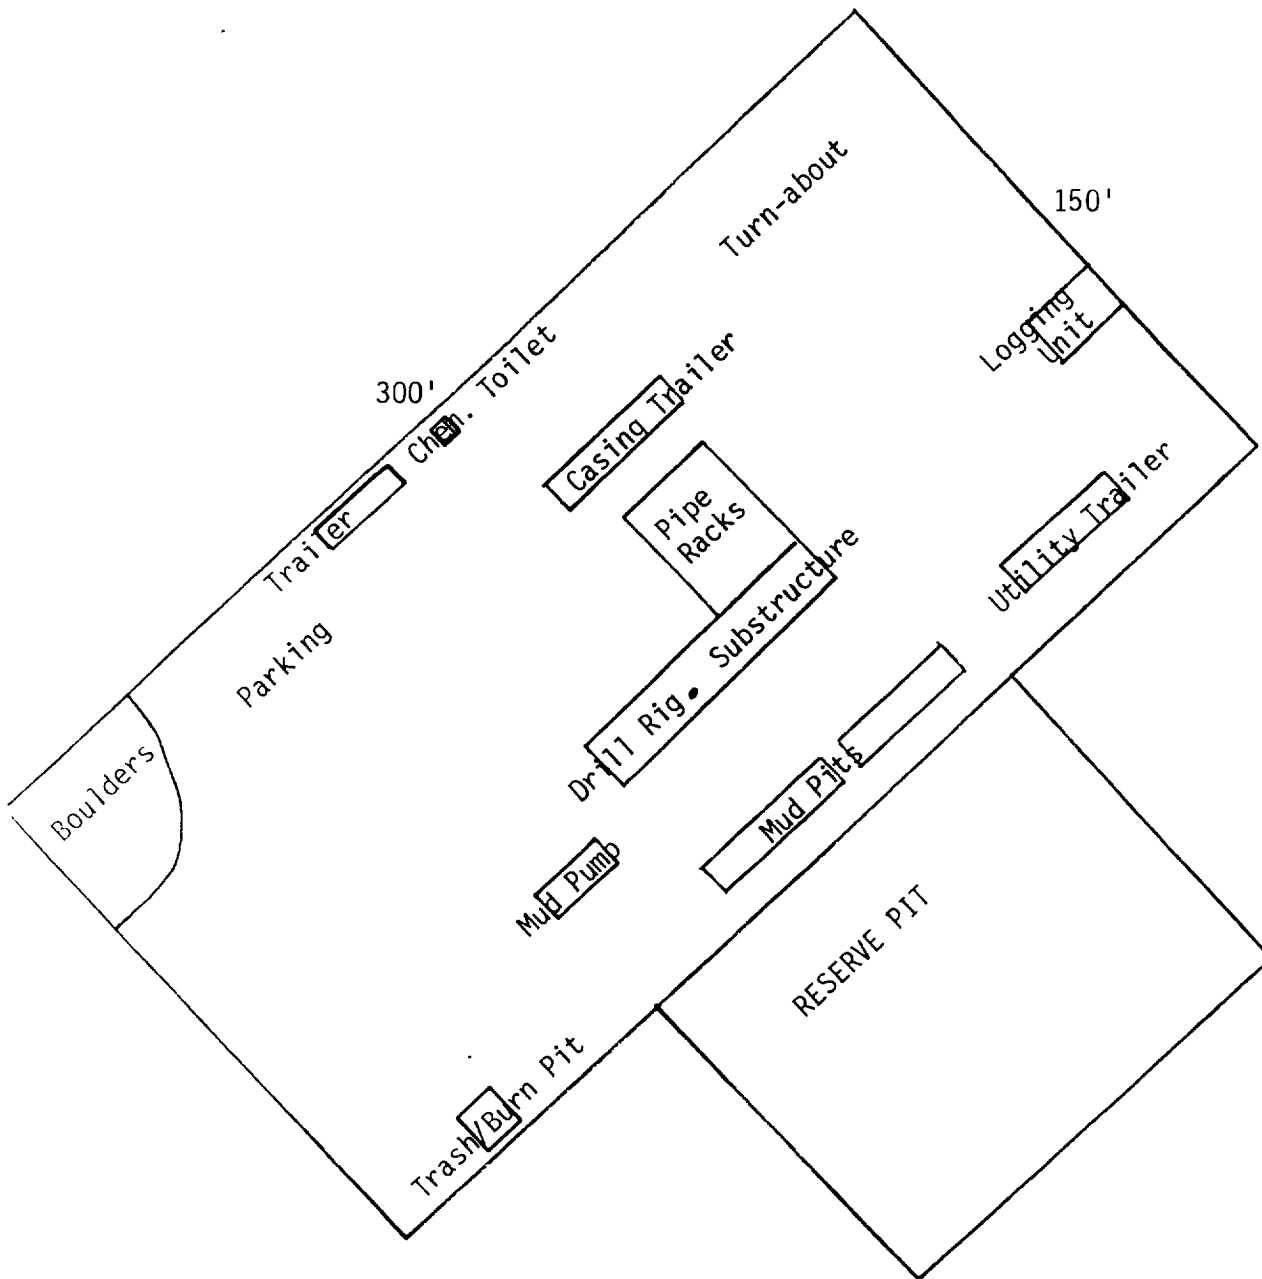 Turn-about
150'
Logging
Unit
300'
Chem. Toilet
Casing Trailer
Trailer
Pipe
Racks
Utility Trailer
Parking
Drill Rig. Substructure
Boulders
Mud Pits
Mud Pump
RESERVE PIT
Trash/Burn Pit